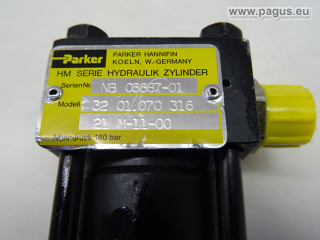 www.pagus.eu
Parker
PARKER HANNIFIN
KOELN, W.-GERMANY
HM SERIE HYDRAULIK ZYLINDER
Serien Nr. NB 03667-01
Modell 32 01.070 316
21 M-11-00
Nenndruck 160 bar